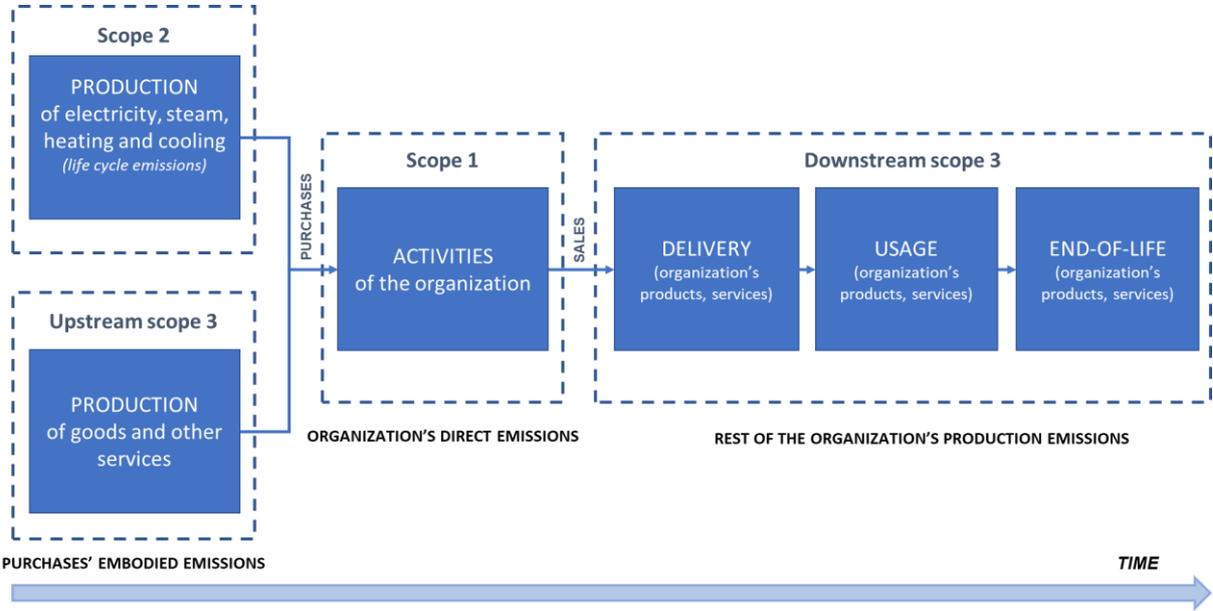 Scope 2
PRODUCTION
of electricity, steam,
heating and cooling
(life cycle emissions)
Upstream scope 3
PRODUCTION
of goods and other
services
PURCHASES’ EMBODIED EMISSIONS
PURCHASES
Scope 1
ACTIVITIES
of the organization
ORGANIZATION’S DIRECT EMISSIONS
SALES
Downstream scope 3
DELIVERY
(organization’s
products, services)
USAGE
(organization’s
products, services)
END-OF-LIFE
(organization’s
products, services)
REST OF THE ORGANIZATION’S PRODUCTION EMISSIONS
TIME